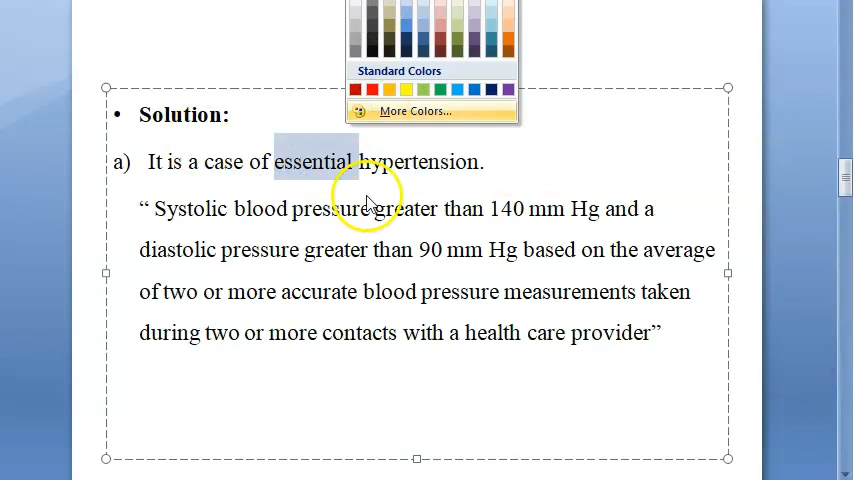 Standard Colors
More Colors...
• Solution:
a) It is a case of essential hypertension.
“ Systolic blood pressure greater than 140 mm Hg and a
diastolic pressure greater than 90 mm Hg based on the average
of two or more accurate blood pressure measurements taken
during two or more contacts with a health care provider”